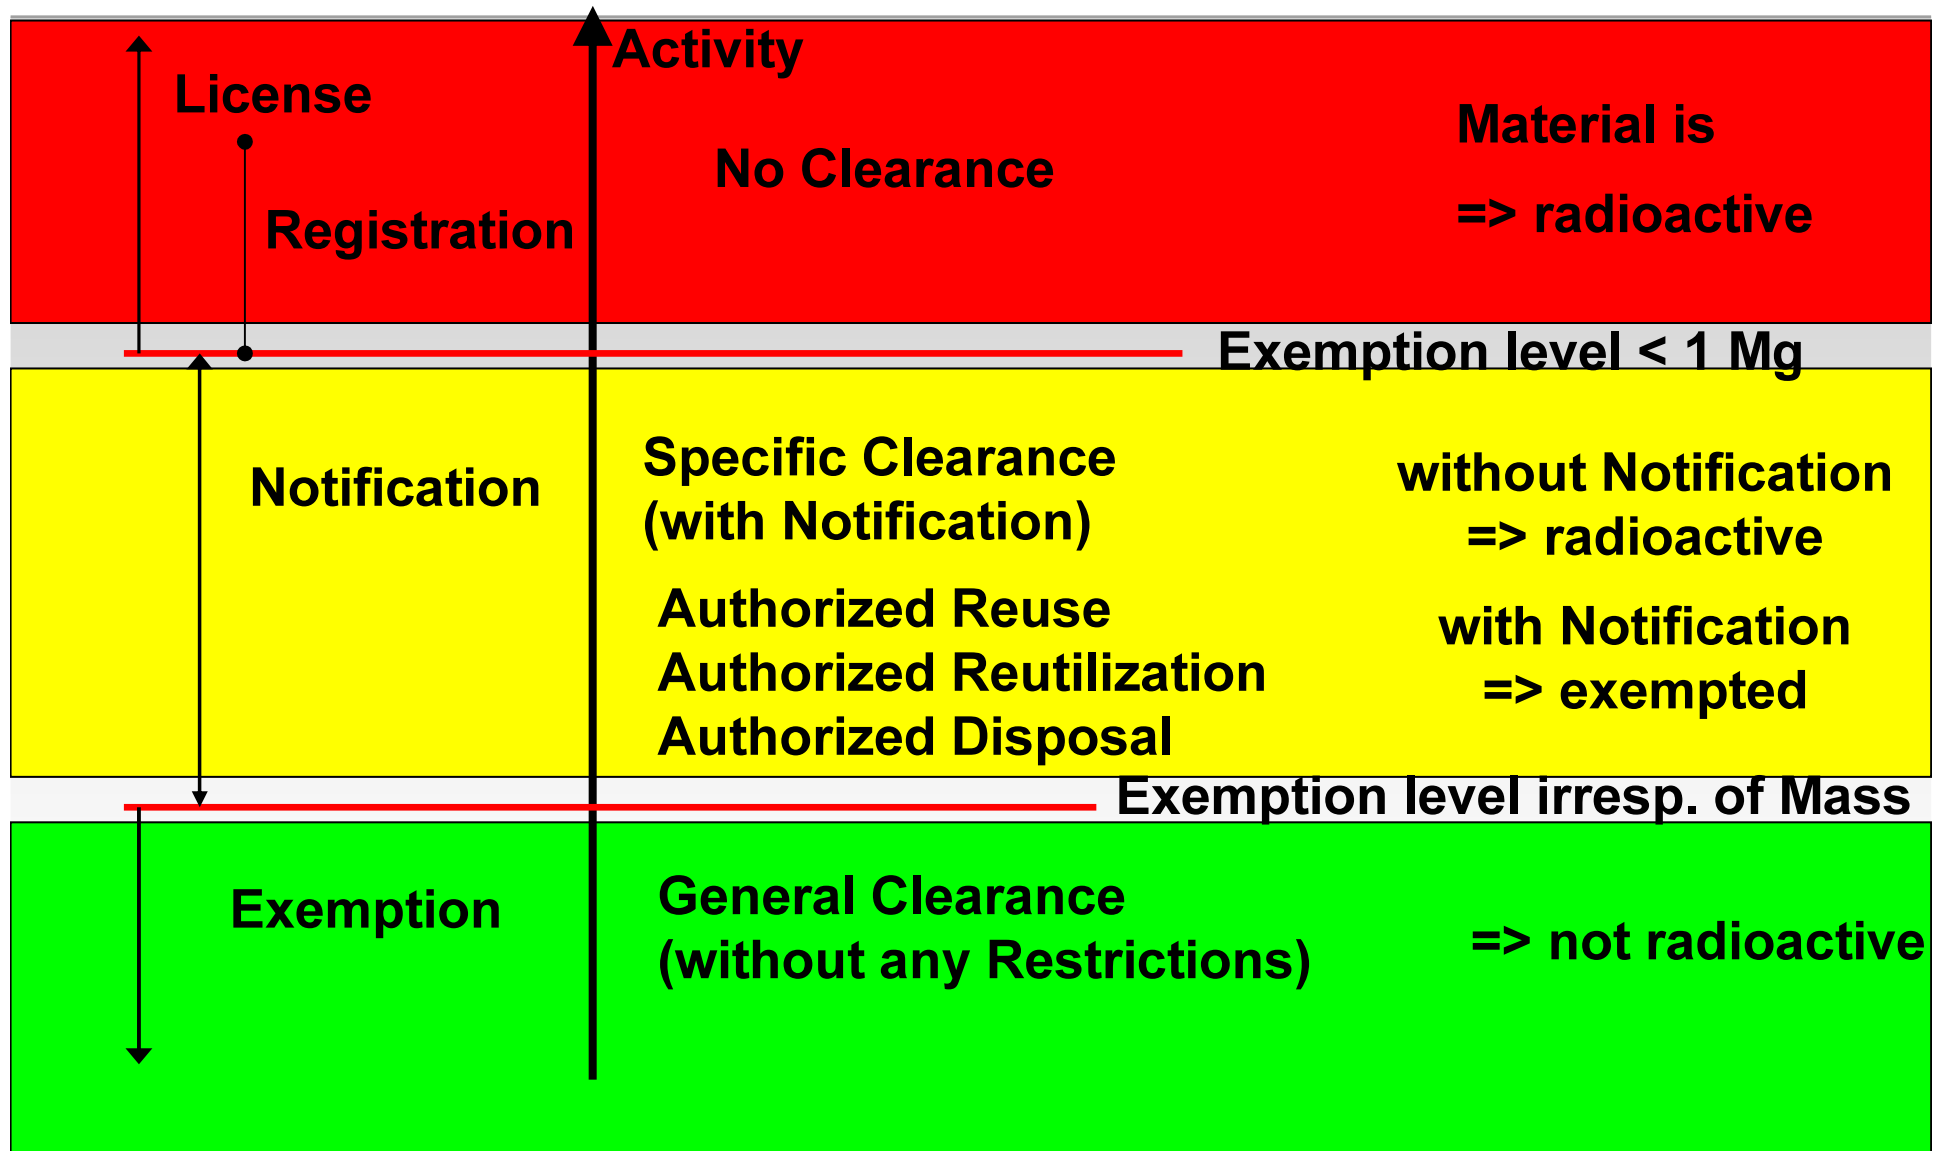 Activity
License
Registration
No Clearance
Material is
=> radioactive
Exemption level < 1 Mg
Notification
Specific Clearance
(with Notification)
Authorized Reuse
Authorized Reutilization
Authorized Disposal
without Notification
=> radioactive
with Notification
=> exempted
Exemption level irresp. of Mass
Exemption
General Clearance
(without any Restrictions)
=> not radioactive